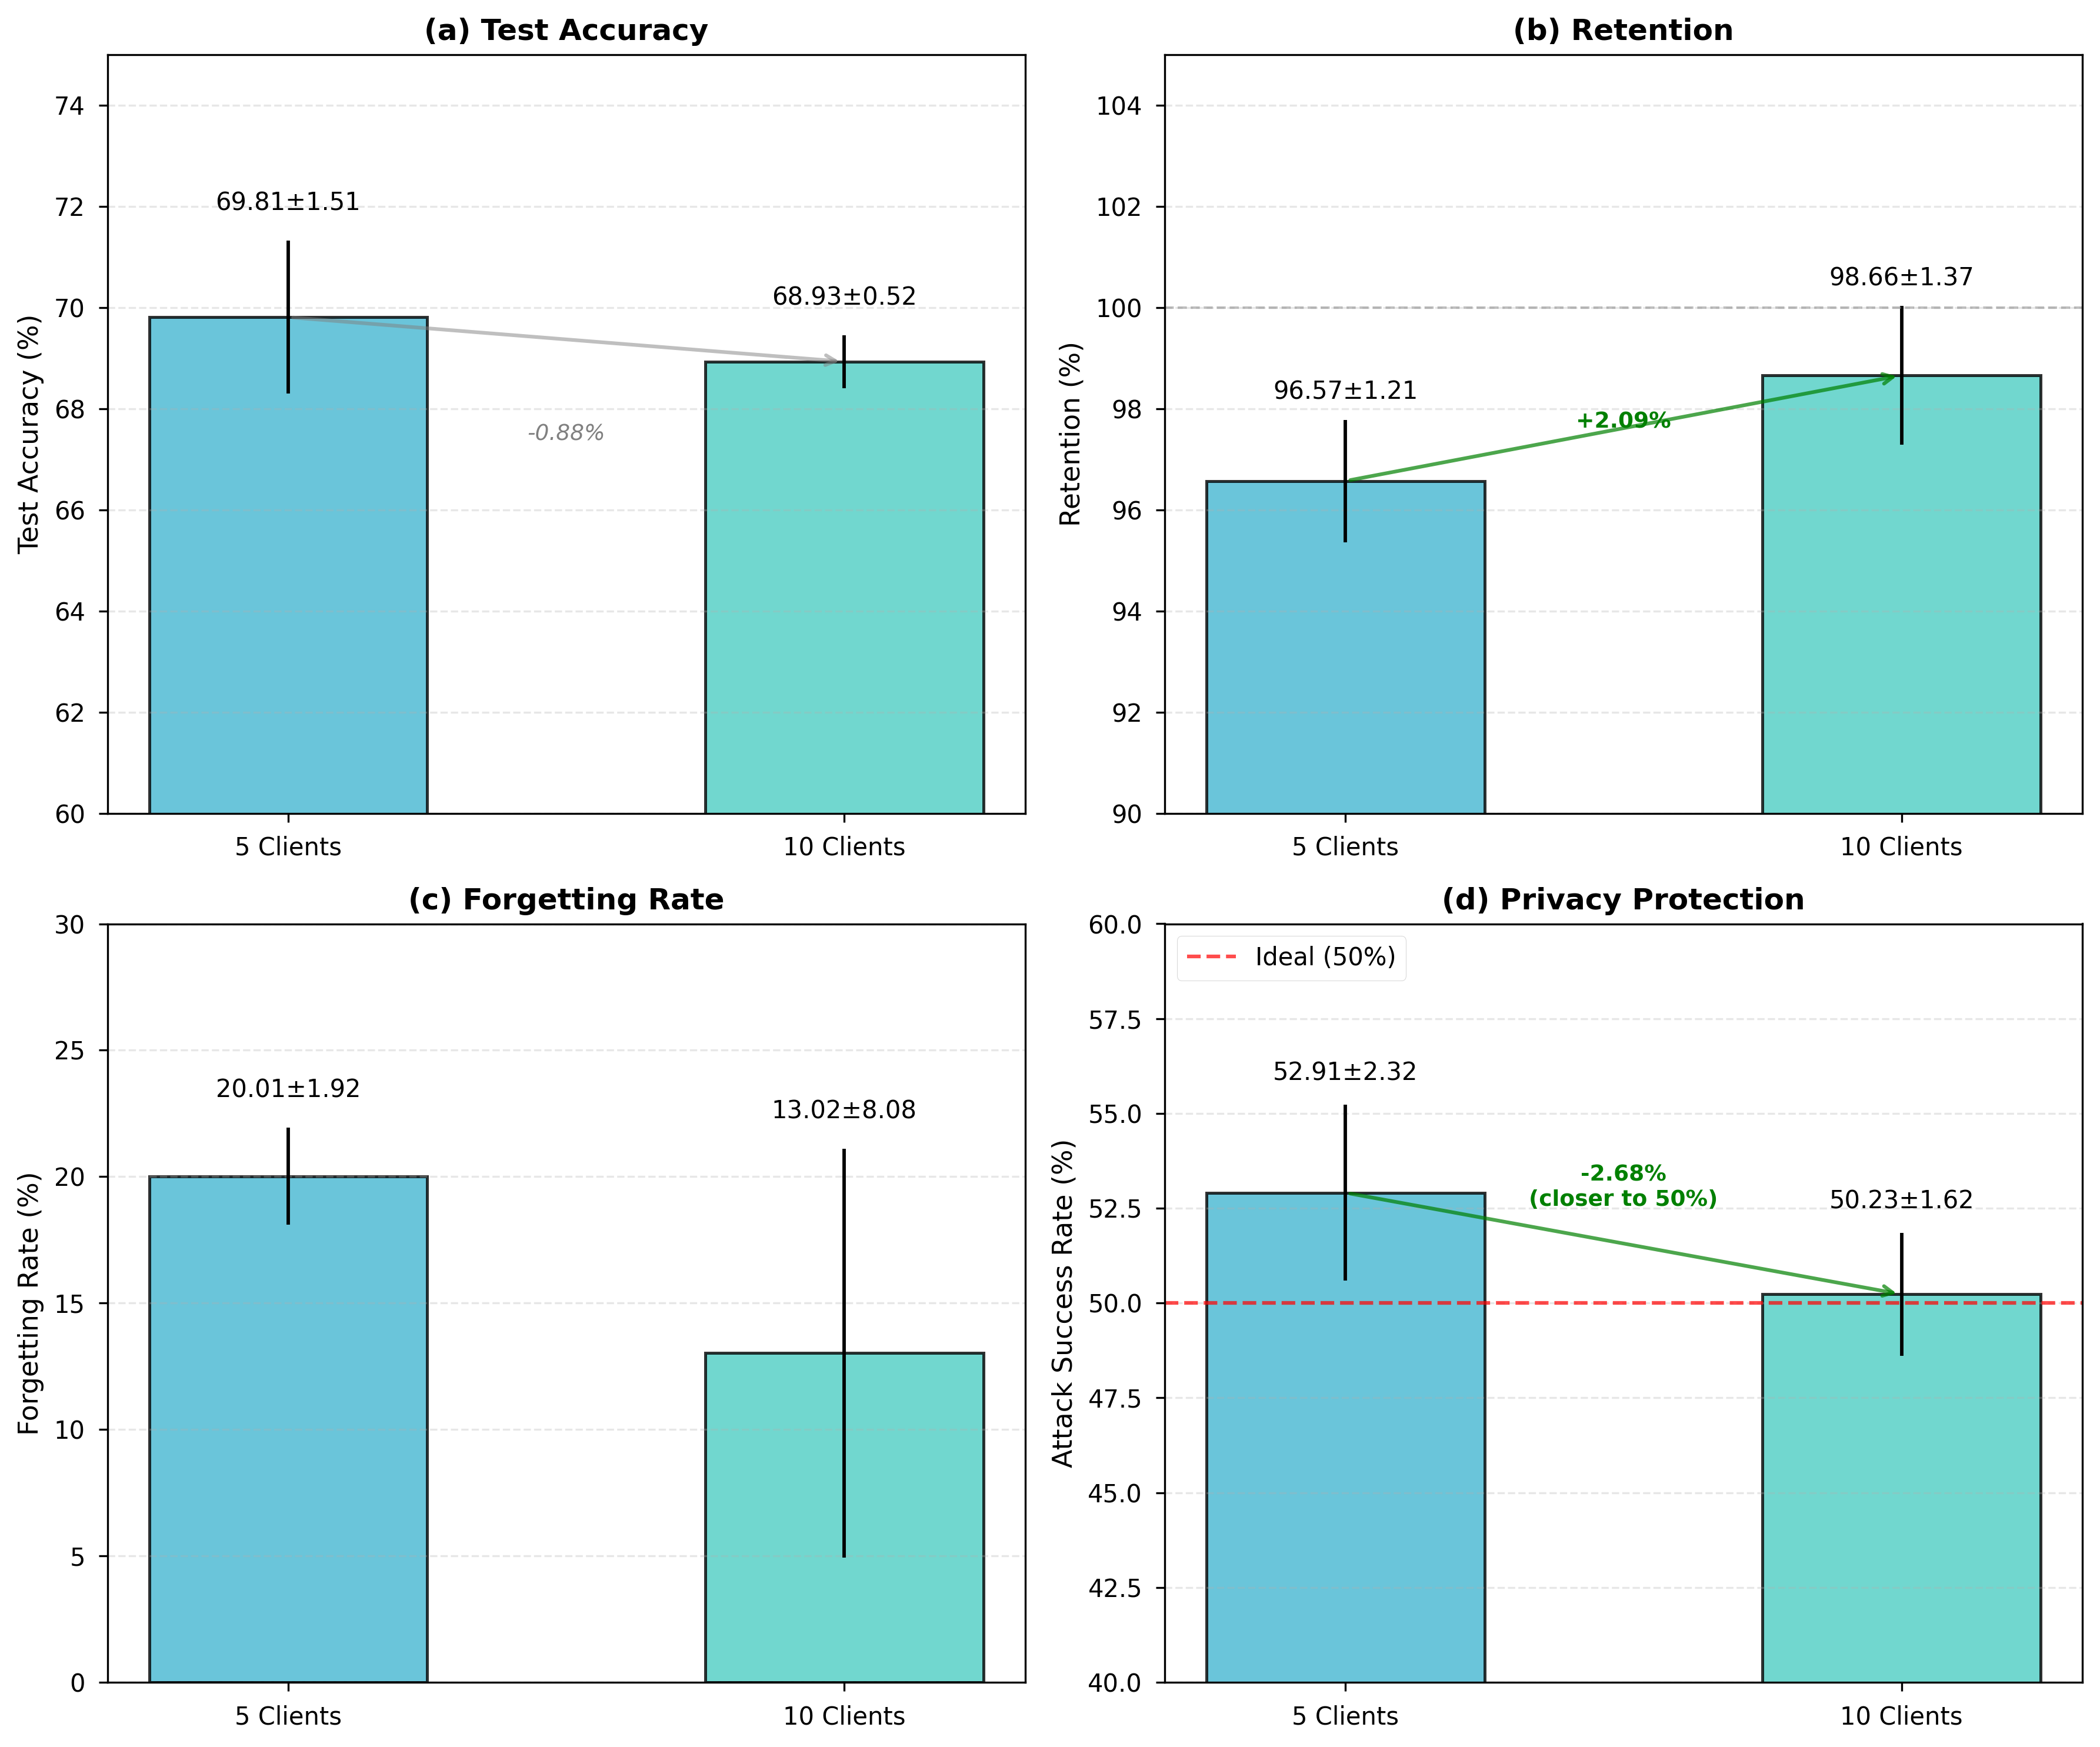 (a) Test Accuracy
Test Accuracy (%)
74
72
70
68
66
64
62
60
69.81±1.51
68.93±0.52
-0.88%
5 Clients
10 Clients
(b) Retention
Retention (%)
104
102
100
98
96
94
92
90
98.66±1.37
96.57±1.21
+2.09%
5 Clients
10 Clients
(c) Forgetting Rate
Forgetting Rate (%)
30
25
20
15
10
5
0
20.01±1.92
13.02±8.08
5 Clients
10 Clients
(d) Privacy Protection
Attack Success Rate (%)
60.0
57.5
55.0
52.5
50.0
47.5
45.0
42.5
40.0
Ideal (50%)
52.91±2.32
-2.68%
(closer to 50%)
50.23±1.62
5 Clients
10 Clients